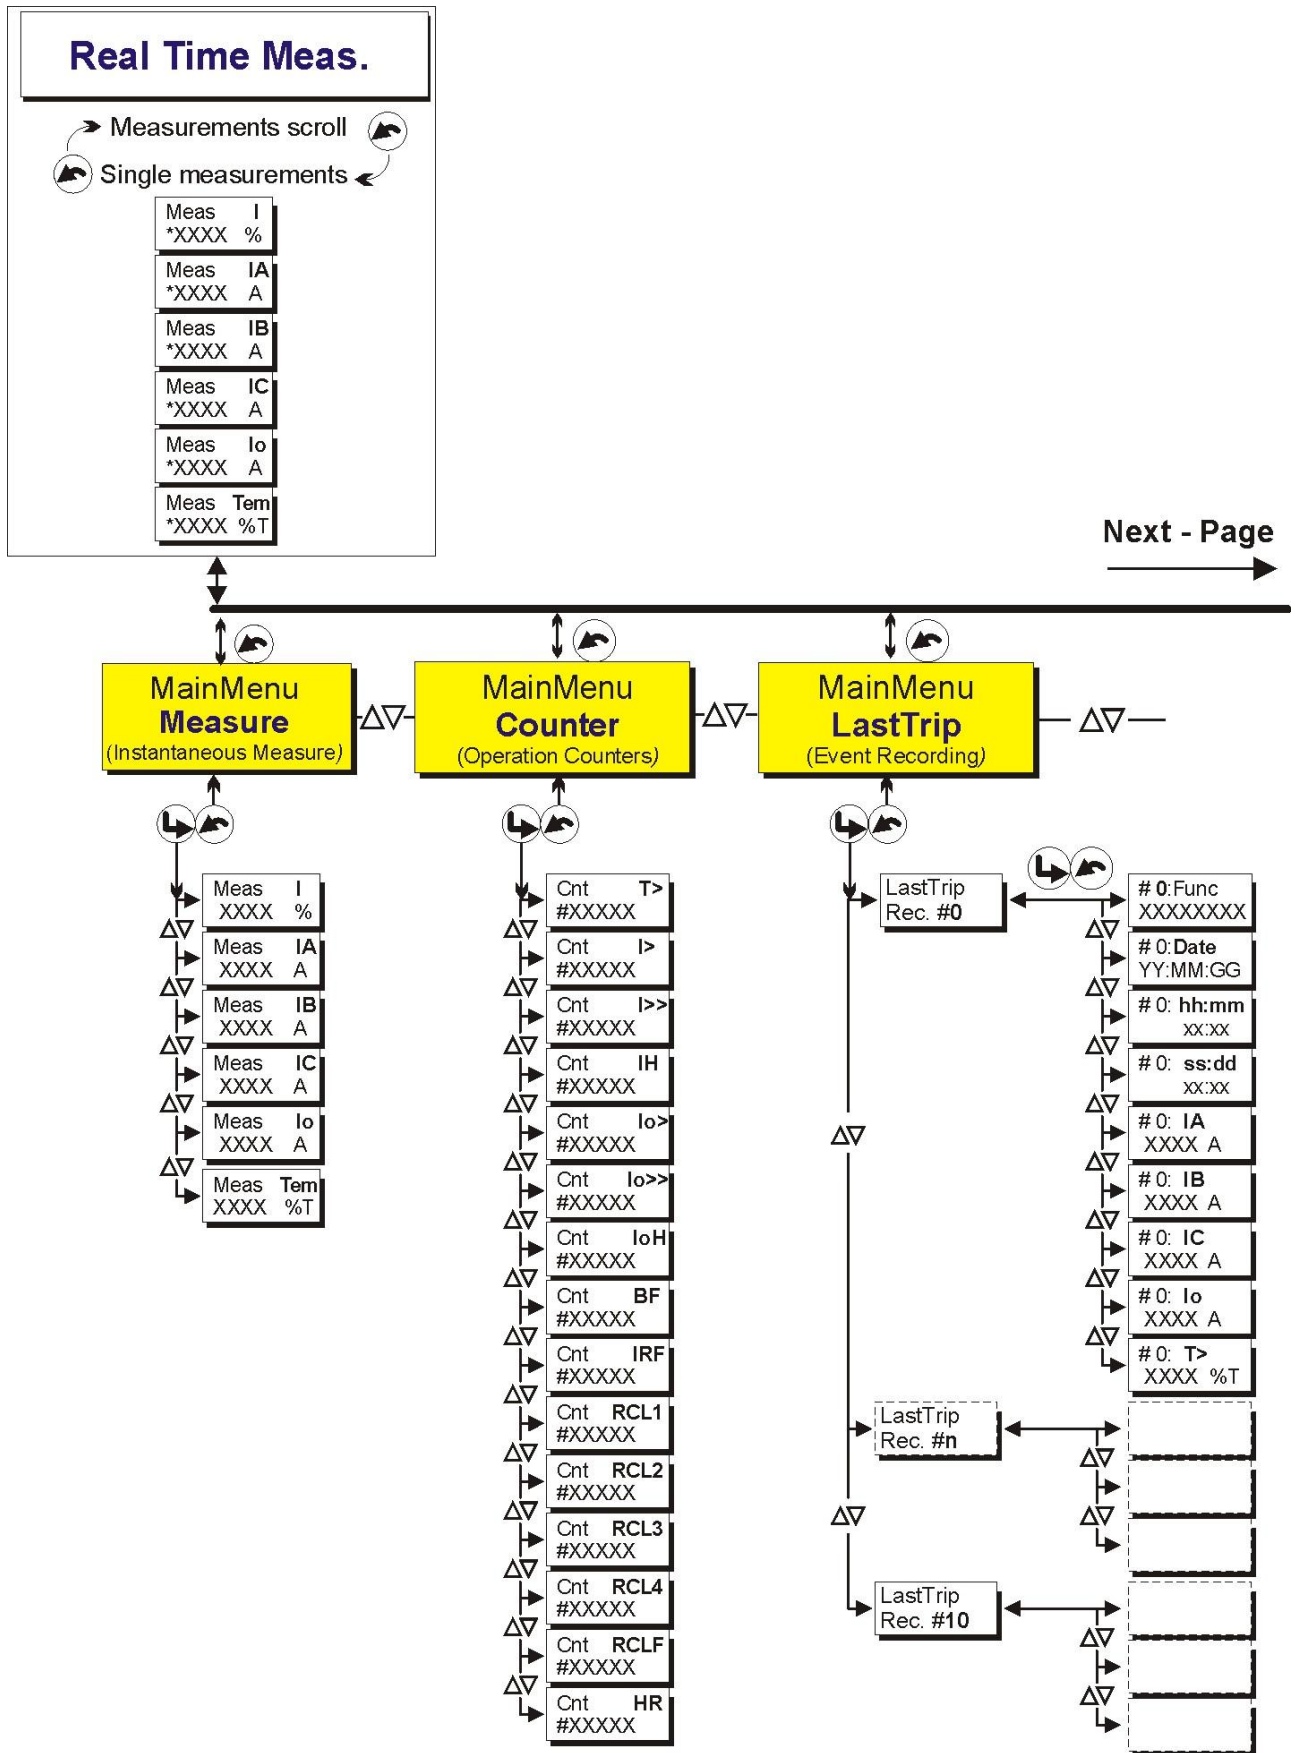 Real Time Meas.
Measurements scroll
Single measurements
Meas I
*XXXX %
Meas IA
*XXXX A
Meas IB
*XXXX A
Meas IC
*XXXX A
Meas Io
*XXXX A
Meas Tem
*XXXX %T
Next - Page
MainMenu
Measure
(Instantaneous Measure)
MainMenu
Counter
(Operation Counters)
MainMenu
LastTrip
(Event Recording)
Meas I
XXXX %
Meas IA
XXXX A
Meas IB
XXXX A
Meas IC
XXXX A
Meas Io
XXXX A
Meas Tem
XXXX %T
Cnt T>
#XXXXX
Cnt I>
#XXXXX
Cnt I>>
#XXXXX
Cnt IH
#XXXXX
Cnt Io>
#XXXXX
Cnt Io>>
#XXXXX
Cnt IoH
#XXXXX
Cnt BF
#XXXXX
Cnt IRF
#XXXXX
Cnt RCL1
#XXXXX
Cnt RCL2
#XXXXX
Cnt RCL3
#XXXXX
Cnt RCL4
#XXXXX
Cnt RCLF
#XXXXX
Cnt HR
#XXXXX
LastTrip
Rec. #0
# 0:Func
XXXXXXXX
# 0:Date
YY:MM:GG
# 0: hh:mm
xx:xx
# 0: ss:dd
xx:xx
# 0: IA
XXXX A
# 0: IB
XXXX A
# 0: IC
XXXX A
# 0: Io
XXXX A
# 0: T>
XXXX %T
LastTrip
Rec. #n
LastTrip
Rec. #10